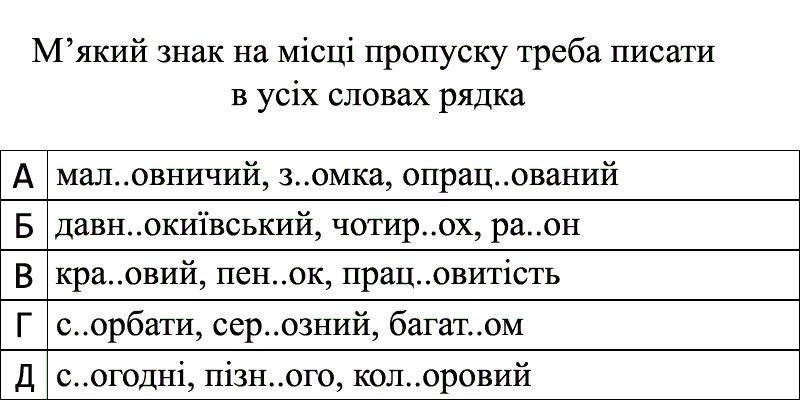 М’який знак на місці пропуску треба писати
в усіх словах рядка
А мал..овничий, з..омка, опрац..ований
Б давн..окиївський, чотир..ох, ра..он
В кра..овий, пен..ок, прац..овитість
Г с..орбати, сер..озний, багат..ом
Д с..огодні, пізн..ого, кол..оровий